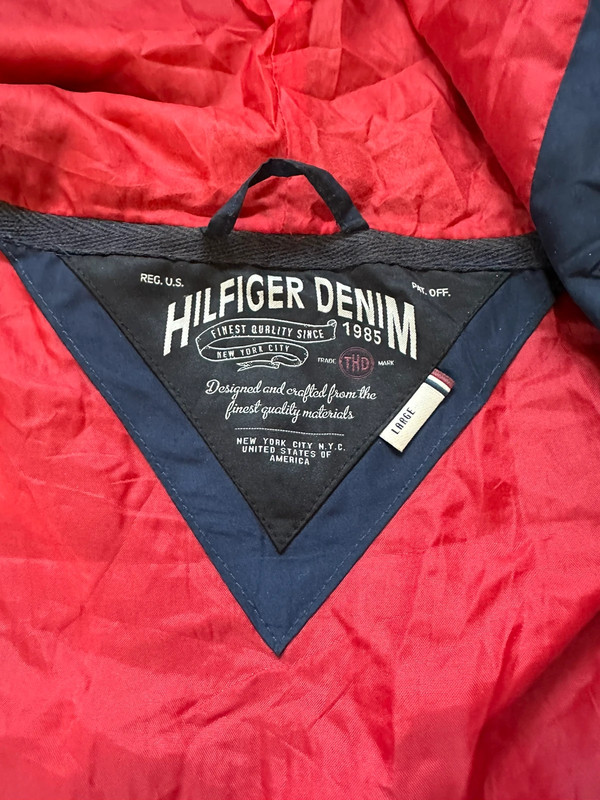 REG. U.S.
PAT. OFF.
HILFIGER DENIM
FINEST QUALITY SINCE 1985
NEW YORK CITY
TRADE THD MARK
Designed and crafted from the
finest quality materials
LARGE
NEW YORK CITY N.Y.C.
UNITED STATES OF
AMERICA